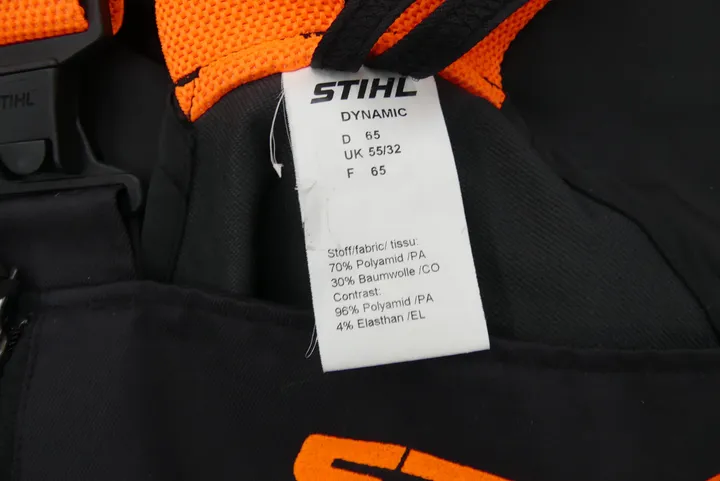 STIHL
STIHL
DYNAMIC
D 65
UK 55/32
F 65
Stoff/fabric/ tissu:
70% Polyamid /PA
30% Baumwolle /CO
Contrast:
96% Polyamid /PA
4% Elasthan /EL